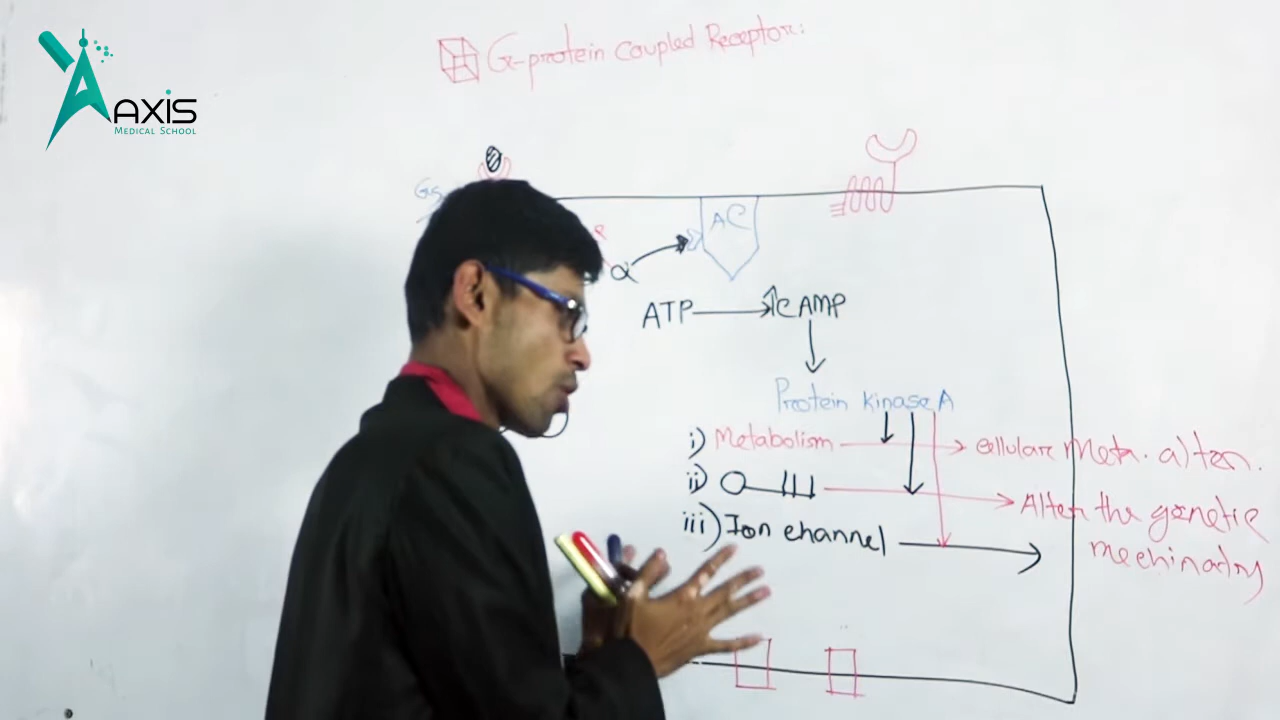 AXIS
MEDICAL SCHOOL
G-protein Coupled Receptor:
Gs
AC
α
ATP → ↑CAMP
Protein kinase A
i) Metabolism → cellular Meta. alter.
ii) → Alter the genetic
mechinadry
iii) Ion channel